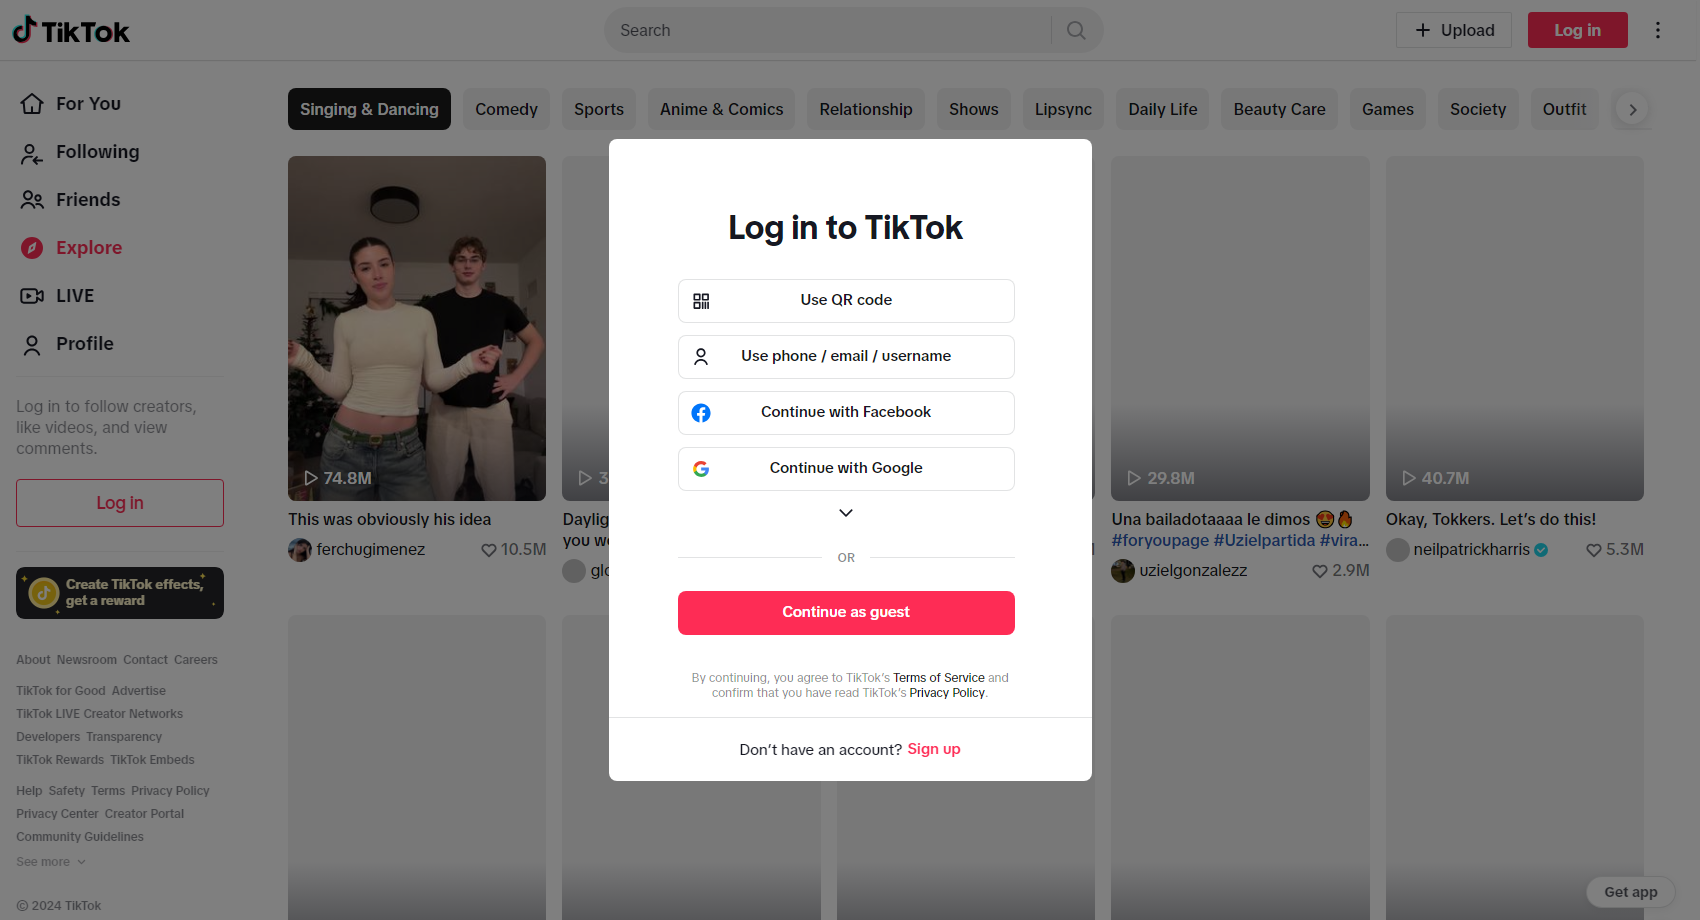 TikTok
Search
Upload
Log in
For You
Following
Friends
Explore
LIVE
Profile
Log in to follow creators,
like videos, and view
comments.
Log in
Create TikTok effects,
get a reward
About Newsroom Contact Careers
TikTok for Good Advertise
TikTok LIVE Creator Networks
Developers Transparency
TikTok Rewards TikTok Embeds
Help Safety Terms Privacy Policy
Privacy Center Creator Portal
Community Guidelines
See more
© 2024 TikTok
Singing & Dancing
Comedy
Sports
Anime & Comics
Relationship
Shows
Lipsync
Daily Life
Beauty Care
Games
Society
Outfit
74.8M
This was obviously his idea
ferchugimenez 10.5M
29.8M
Una bailadotaaaa le dimos 😍🔥
#foryoupage #Uzielpartida #vira...
uzielgonzalezz 2.9M
40.7M
Okay, Tokkers. Let's do this!
neilpatrickharris 5.3M
Log in to TikTok
Use QR code
Use phone / email / username
Continue with Facebook
Continue with Google
OR
Continue as guest
By continuing, you agree to TikTok's Terms of Service and
confirm that you have read TikTok's Privacy Policy.
Don't have an account? Sign up
Get app